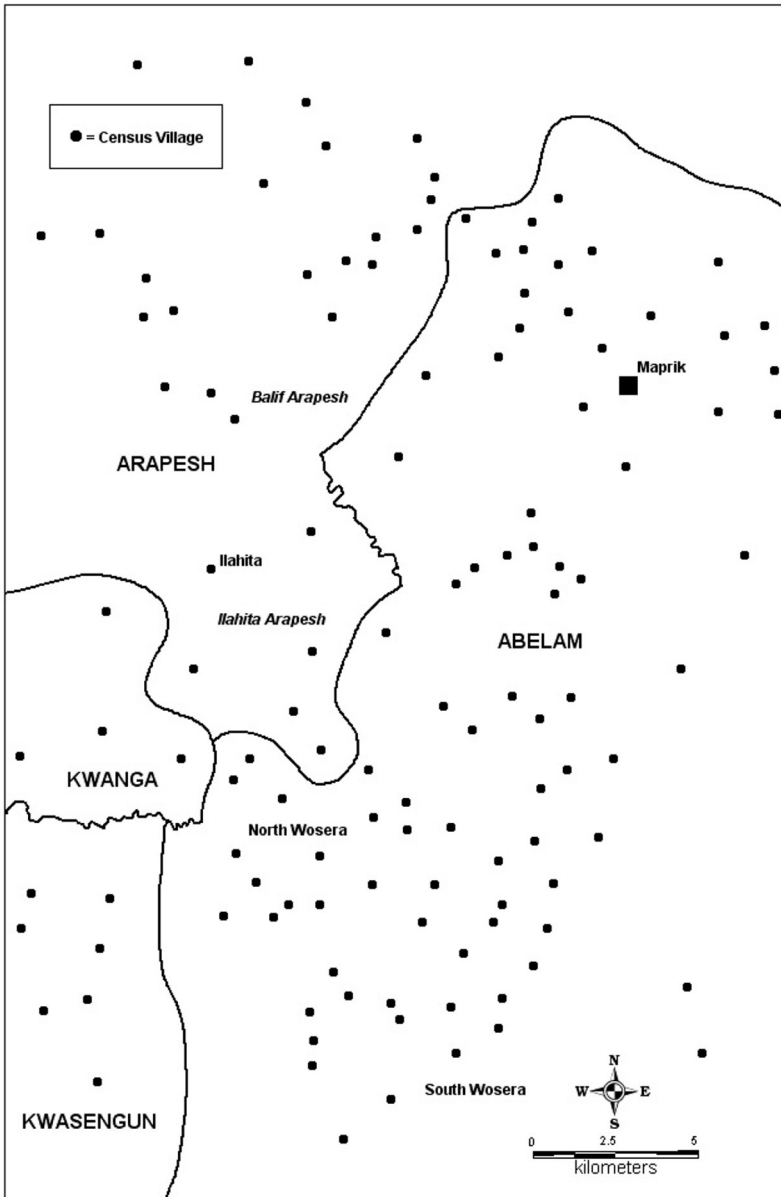 = Census Village
Maprik
Balif Arapesh
ARAPESH
Ilahita
Ilahita Arapesh
ABELAM
KWANGA
North Wosera
South Wosera
KWASENGUN
N
W E
S
0 2.5 5
kilometers